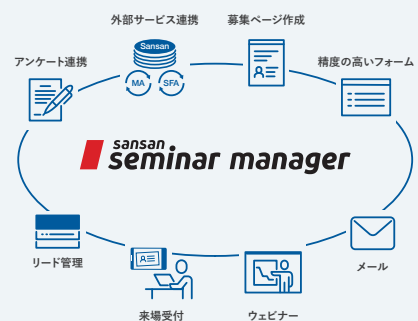 外部サービス連携
募集ページ作成
Sansan
アンケート連携
精度の高いフォーム
MA
SFA
sansan
seminar manager
リード管理
メール
来場受付
ウェビナー